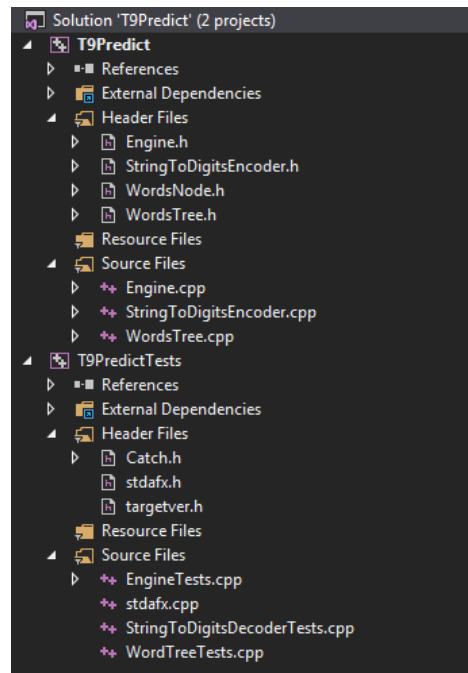 Solution 'T9Predict' (2 projects)
T9Predict
References
External Dependencies
Header Files
Engine.h
StringToDigitsEncoder.h
WordsNode.h
WordsTree.h
Resource Files
Source Files
Engine.cpp
StringToDigitsEncoder.cpp
WordsTree.cpp
T9PredictTests
References
External Dependencies
Header Files
Catch.h
stdafx.h
targetver.h
Resource Files
Source Files
EngineTests.cpp
stdafx.cpp
StringToDigitsDecoderTests.cpp
WordTreeTests.cpp